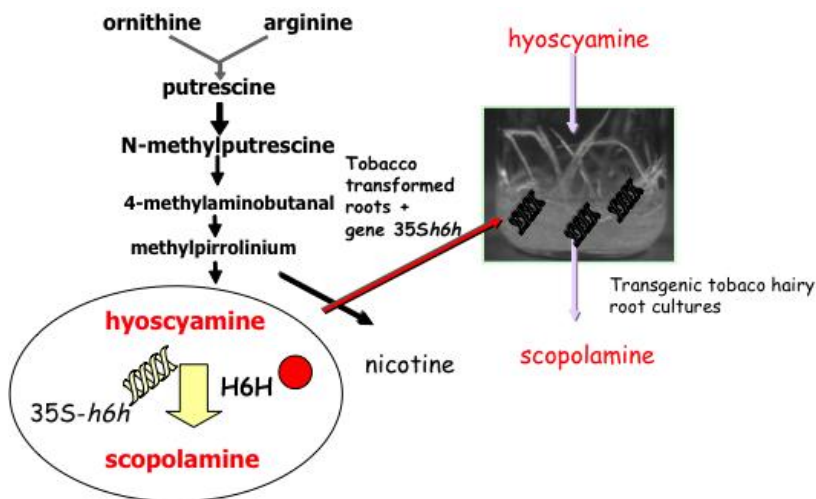 ornithine
arginine
putrescine
N-methylputrescine
4-methylaminobutanal
methylpirrolinium
hyoscyamine
35S-h6h
H6H
scopolamine
nicotine
Tobacco
transformed
roots +
gene 35Sh6h
hyoscyamine
Transgenic tobaco hairy
root cultures
scopolamine